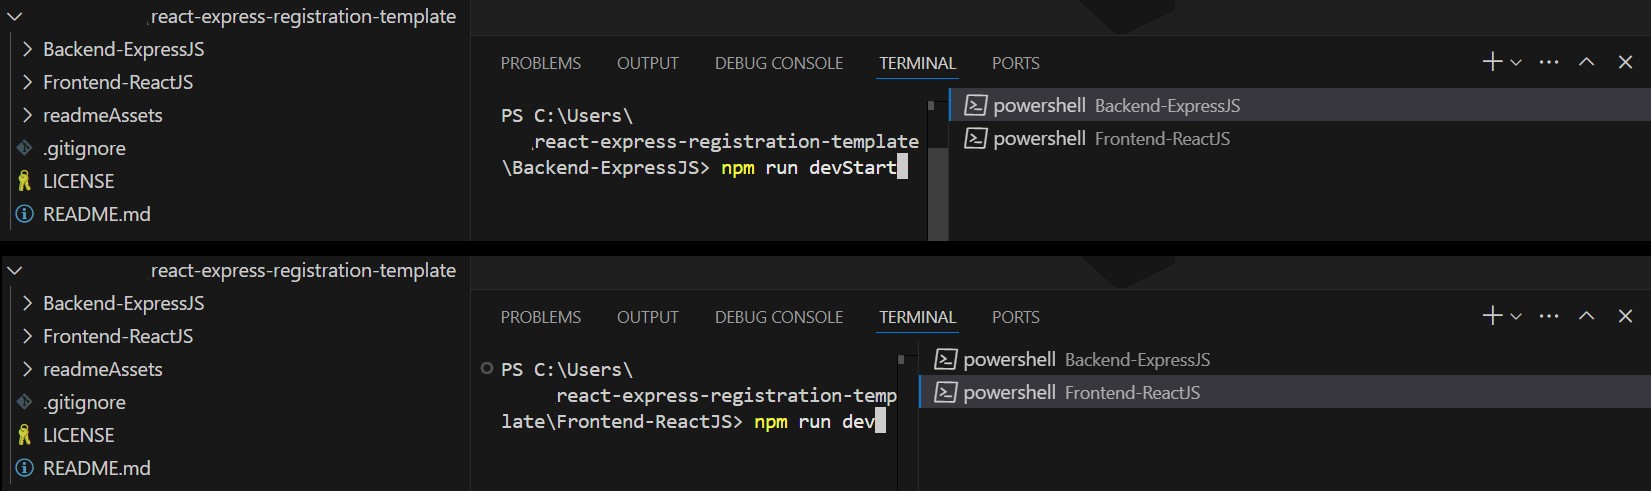 react-express-registration-template
Backend-ExpressJS
Frontend-ReactJS
readmeAssets
.gitignore
LICENSE
README.md
PROBLEMS OUTPUT DEBUG CONSOLE TERMINAL PORTS
PS C:\Users\
react-express-registration-template
\Backend-ExpressJS> npm run devStart
powershell Backend-ExpressJS
powershell Frontend-ReactJS
react-express-registration-template
Backend-ExpressJS
Frontend-ReactJS
readmeAssets
.gitignore
LICENSE
README.md
PROBLEMS OUTPUT DEBUG CONSOLE TERMINAL PORTS
PS C:\Users\
react-express-registration-temp
late\Frontend-ReactJS> npm run dev
powershell Backend-ExpressJS
powershell Frontend-ReactJS